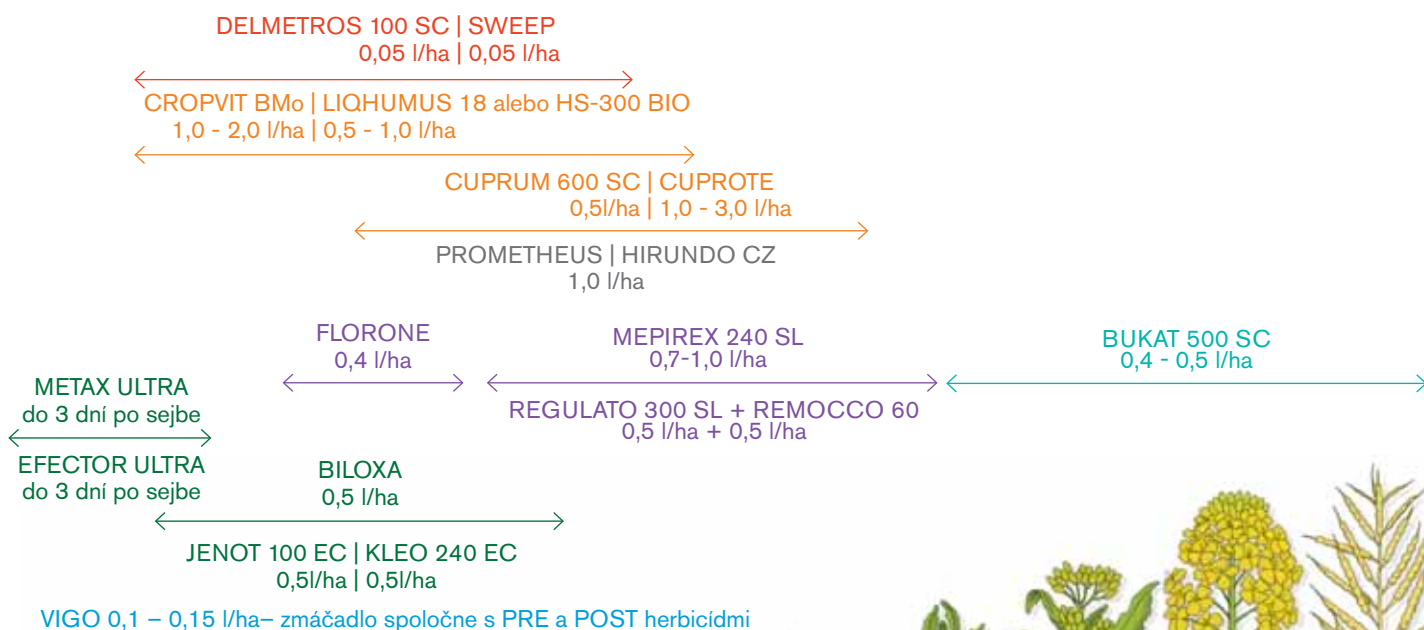 DELMETROS 100 SC | SWEEP
0,05 l/ha | 0,05 l/ha
CROPVIT BMo | LIQHUMUS 18 alebo HS-300 BIO
1,0 - 2,0 l/ha | 0,5 - 1,0 l/ha
CUPRUM 600 SC | CUPROTE
0,5l/ha | 1,0 - 3,0 l/ha
PROMETHEUS | HIRUNDO CZ
1,0 l/ha
FLORONE
0,4 l/ha
MEPIREX 240 SL
0,7-1,0 l/ha
BUKAT 500 SC
0,4 - 0,5 l/ha
METAX ULTRA
do 3 dní po sejbe
REGULATO 300 SL + REMOCCO 60
0,5 l/ha + 0,5 l/ha
EFECTOR ULTRA
do 3 dní po sejbe
BILOXA
0,5 l/ha
JENOT 100 EC | KLEO 240 EC
0,5l/ha | 0,5l/ha
VIGO 0,1 – 0,15 l/ha– zmáčadlo spoločne s PRE a POST herbicídmi